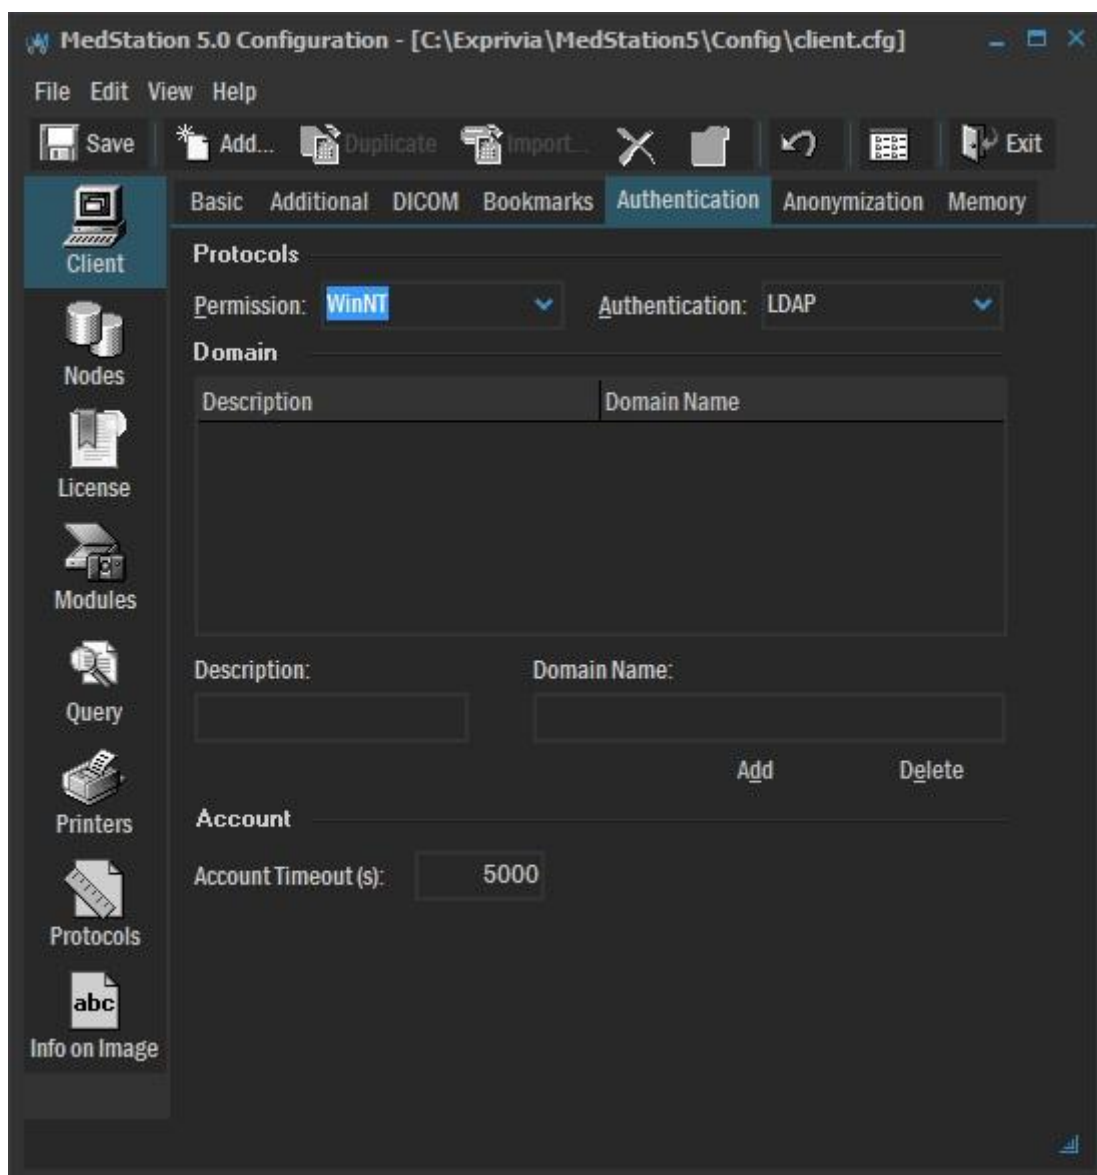 MedStation 5.0 Configuration - [C:\Exprivia\MedStation5\Config\client.cfg]
File Edit View Help
Save Add... Duplicate Import... Exit
Basic Additional DICOM Bookmarks Authentication Anonymization Memory
Client
Nodes
License
Modules
Query
Printers
Protocols
abc
Info on Image
Protocols
Permission: WinNT Authentication: LDAP
Domain
Description Domain Name
Description: Domain Name:
Add Delete
Account
Account Timeout (s): 5000